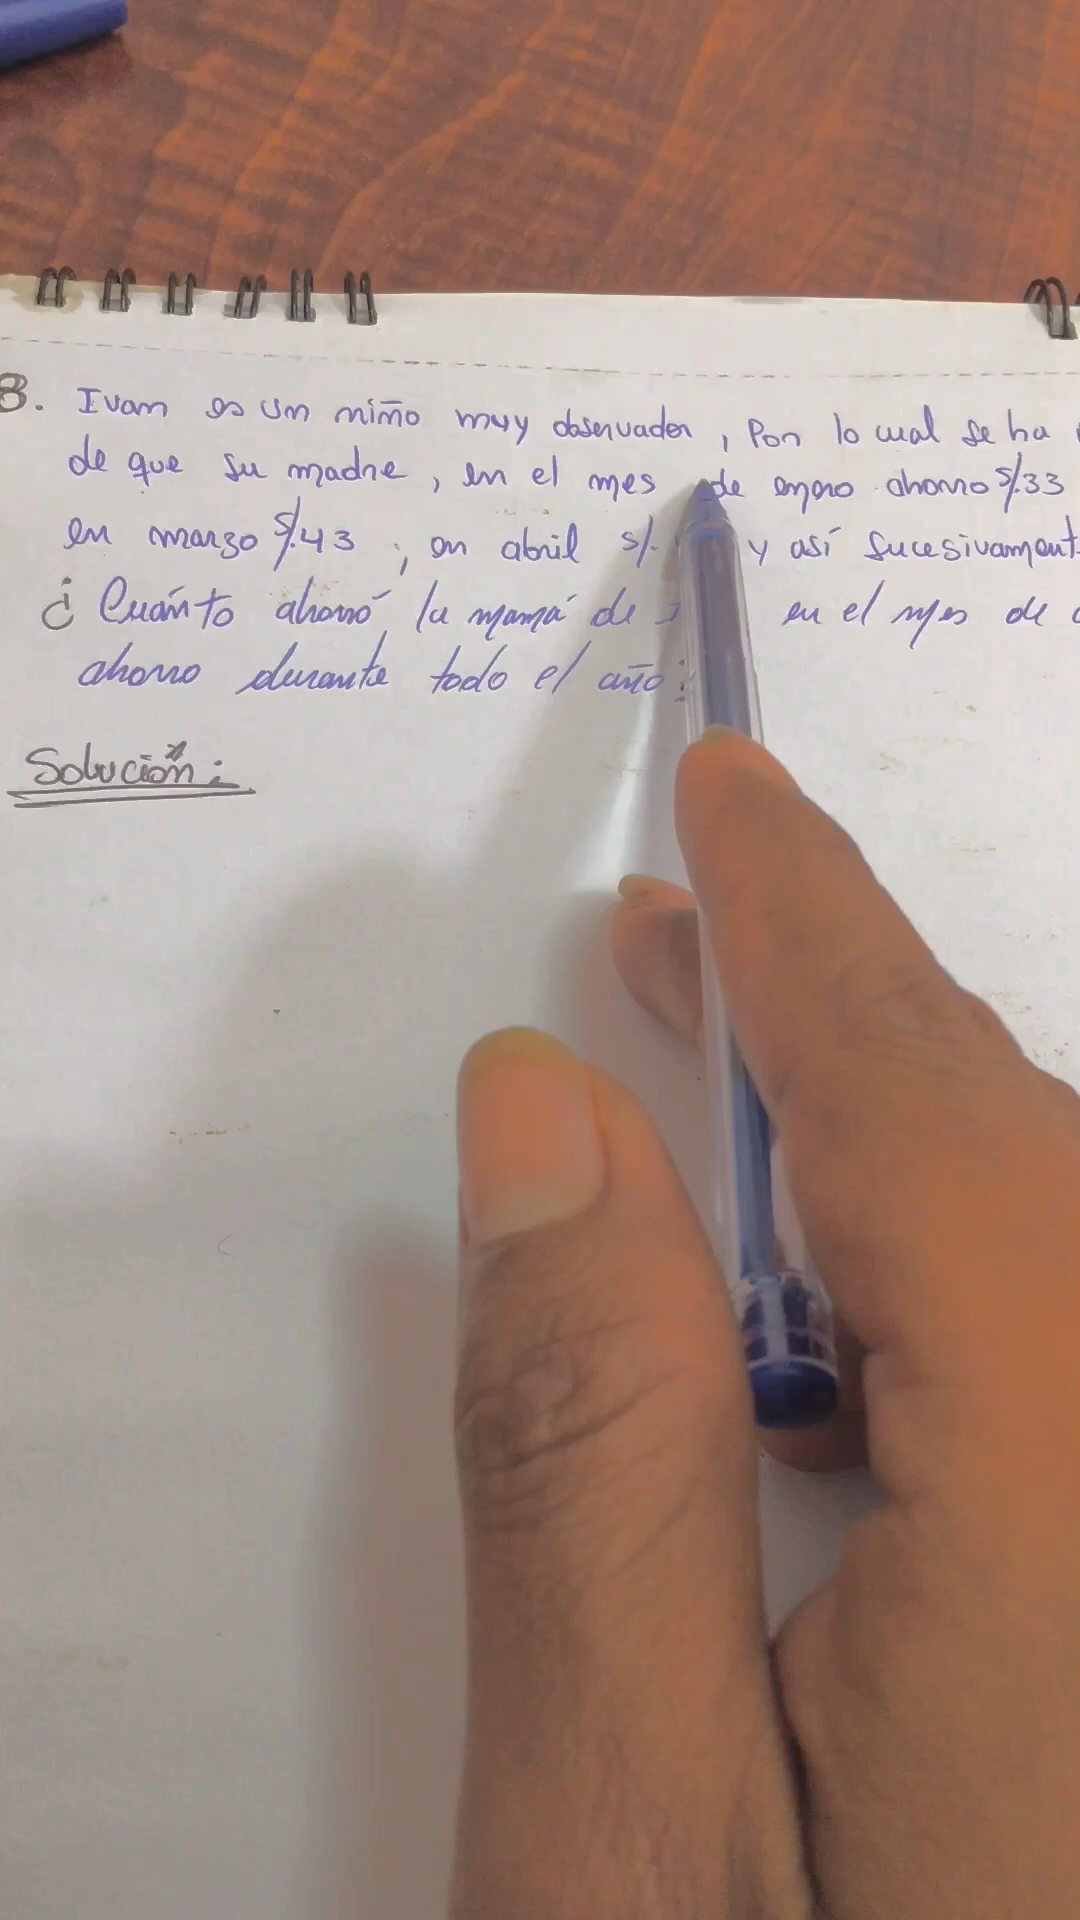 8. Ivan es un niño muy observador, Por lo cual se ha
de que su madre, en el mes de enero ahorro S/.33
en marzo S/.43 ; en abril S/. y así sucesivament
¿Cuánto ahorró la mamá de en el mes de
ahorro durante todo el año
Solución: